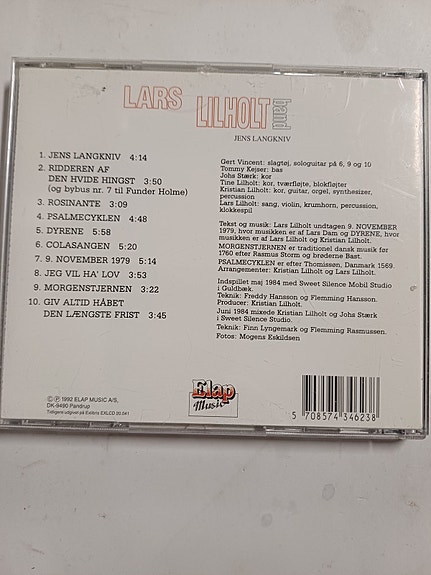 LARS
LILHOLT band
JENS LANGKNIV
1. JENS LANGKNIV 4:14
2. RIDDEREN AF
DEN HVIDE HINGST 3:50
(og bybus nr. 7 til Funder Holme)
3. ROSINANTE 3:09
4. PSALMECYKLEN 4:48
5. DYRENE 5:58
6. COLASANGEN 5:20
7. 9. NOVEMBER 1979 5:14
8. JEG VIL HA' LOV 3:53
9. MORGENSTJERNEN 3:22
10. GIV ALTID HÅBET
DEN LÆNGSTE FRIST 3:45
Gert Vincent: slagtøj, sologuitar på 6, 9 og 10
Tommy Kejser: bas
Johs Stærk: kor
Tine Lilholt: kor, tværfløjte, blokfløjter
Kristian Lilholt: kor, guitar, orgel, synthesizer,
percussion
Lars Lilholt: sang, violin, krumhorn, percussion,
klokkespil
Tekst og musik: Lars Lilholt undtagen 9. NOVEMBER
1979, hvor musikken er af Lars Dam og DYRENE, hvor
musikken er af Lars Lilholt og Kristian Lilholt.
MORGENSTJERNEN er traditionel dansk musik før
1760 efter Rasmus Storm og brøderne Bast.
PSALMECYKLEN er efter Thomissøn, Danmark 1569
Arrangementer: Kristian Lilholt og Lars Lilholt.
Indspillet maj 1984 med Sweet Silence Mobil Studio
i Guldbæk.
Teknik: Freddy Hansson og Flemming Hansson.
Producer: Kristian Lilholt.
Juni 1984 mixede Kristian Lilholt og Johs Stærk
i Sweet Silence Studio.
Teknik: Finn Lyngemark og Flemming Rasmussen.
Fotos: Mogens Eskildsen
© ℗ 1992 ELAP MUSIC A/S,
DK-9490 Pandrup
Tidligere udgivet på Exlibris EXLCD 30.041
Elap
Music
5 708574 346238